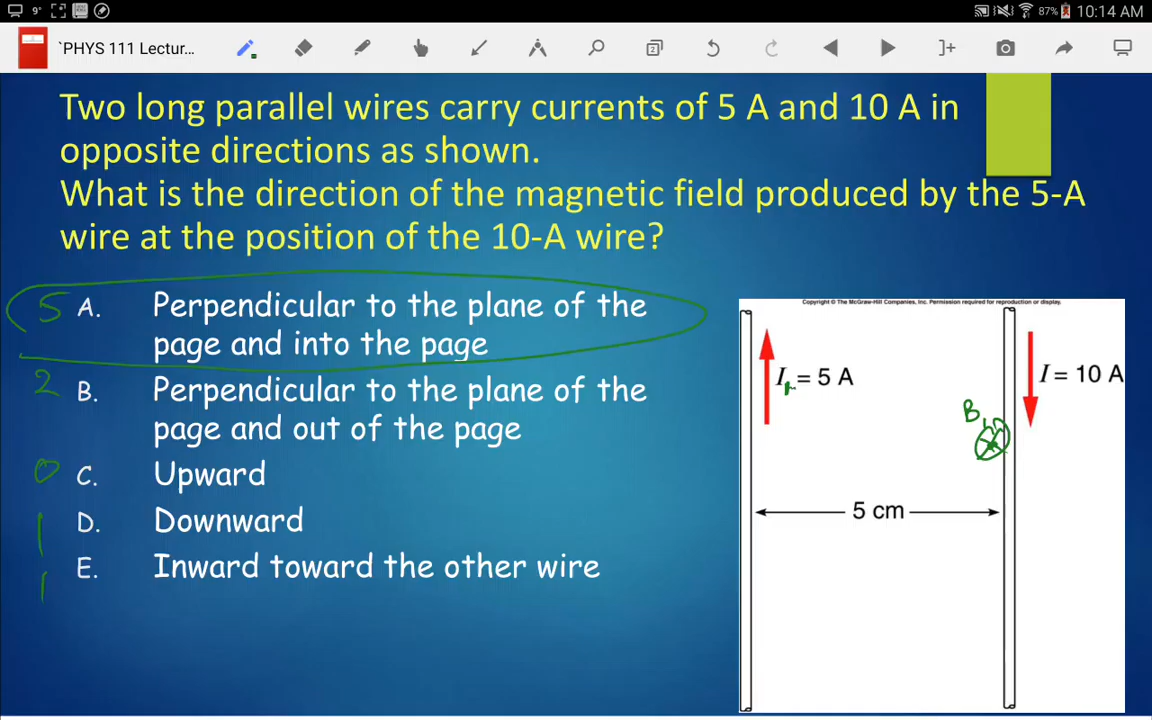 9° 87% 10:14 AM
`PHYS 111 Lectur... 2
Two long parallel wires carry currents of 5 A and 10 A in
opposite directions as shown.
What is the direction of the magnetic field produced by the 5-A
wire at the position of the 10-A wire?
5 A. Perpendicular to the plane of the
page and into the page
2 B. Perpendicular to the plane of the
page and out of the page
0 C. Upward
1 D. Downward
1 E. Inward toward the other wire
Copyright © The McGraw-Hill Companies, Inc. Permission required for reproduction or display.
I = 5 A
I = 10 A
B
5 cm